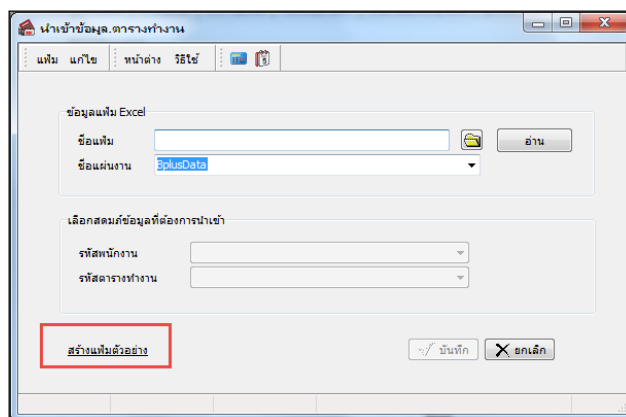 นำเข้าข้อมูล.ตารางทำงาน
แฟ้ม แก้ไข หน้าต่าง วิธีใช้
ข้อมูลแฟ้ม Excel
ชื่อแฟ้ม อ่าน
ชื่อแผ่นงาน BplusData
เลือกสดมภ์ข้อมูลที่ต้องการนำเข้า
รหัสพนักงาน
รหัสตารางทำงาน
สร้างแฟ้มตัวอย่าง บันทึก ยกเลิก